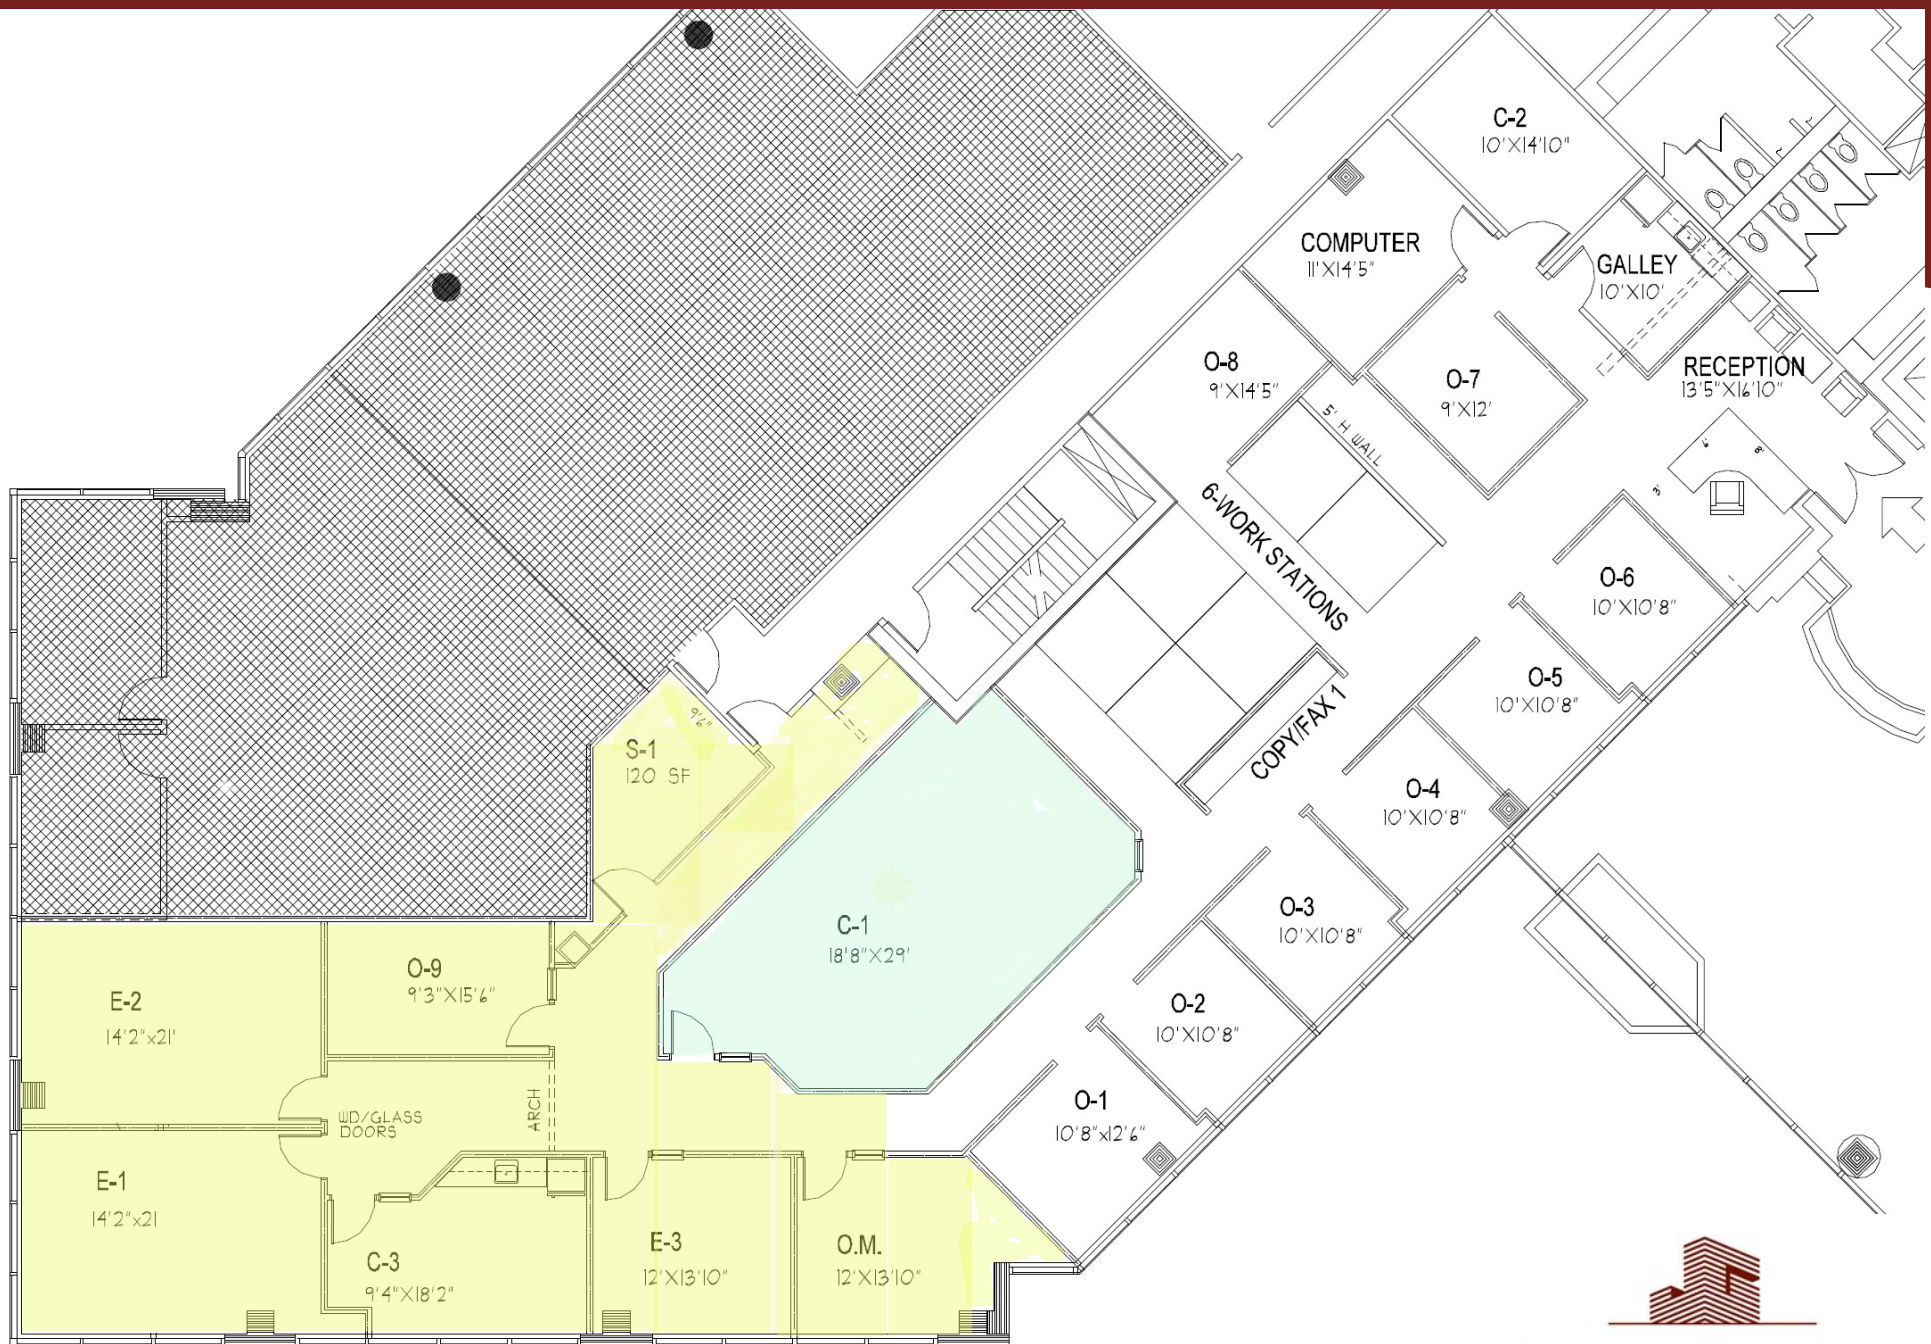 C-2
10'X14'10"
COMPUTER
11'X14'5"
GALLEY
10'X10'
O-8
9'X14'5"
O-7
9'X12'
RECEPTION
13'5"X16'10"
5' H WALL
8'
3'
6-WORK STATIONS
O-6
10'X10'8"
O-5
10'X10'8"
COPY/FAX 1
9'6"
S-1
120 SF
O-4
10'X10'8"
O-3
10'X10'8"
C-1
18'8"X29'
O-9
9'3"X15'6"
E-2
14'2"x21'
O-2
10'X10'8"
O-1
10'8"x12'6"
WD/GLASS
DOORS
ARCH
E-1
14'2"x21
C-3
9'4"X18'2"
E-3
12'X13'10"
O.M.
12'X13'10"